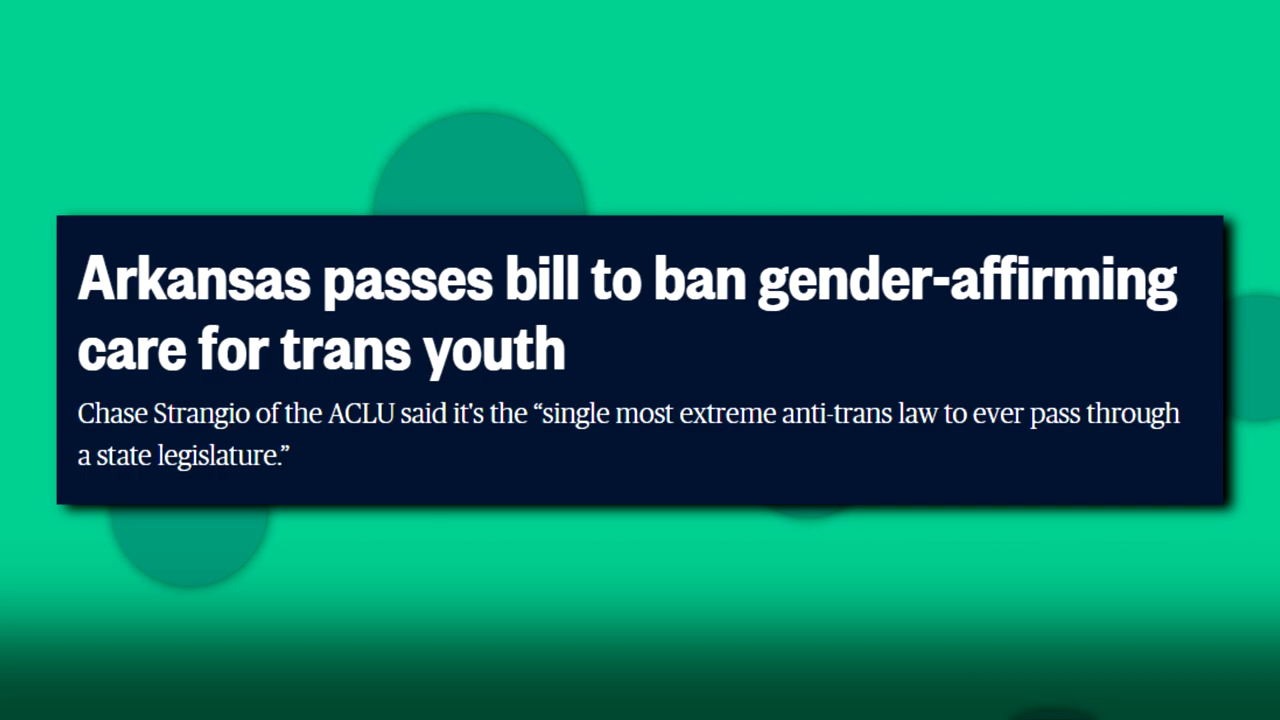 Arkansas passes bill to ban gender-affirming
care for trans youth
Chase Strangio of the ACLU said it's the “single most extreme anti-trans law to ever pass through
a state legislature.”